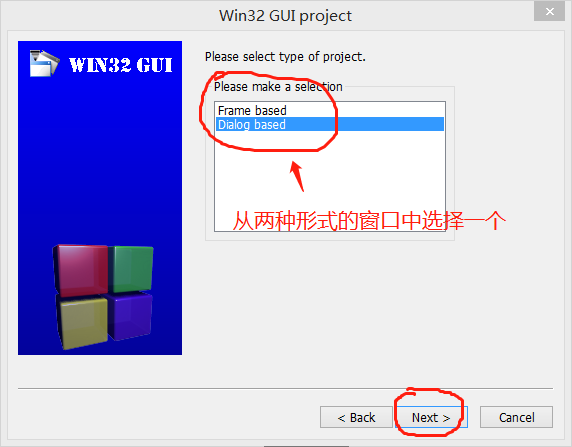 Win32 GUI project
WIN32 GUI
Please select type of project.
Please make a selection
Frame based
Dialog based
从两种形式的窗口中选择一个
< Back
Next >
Cancel